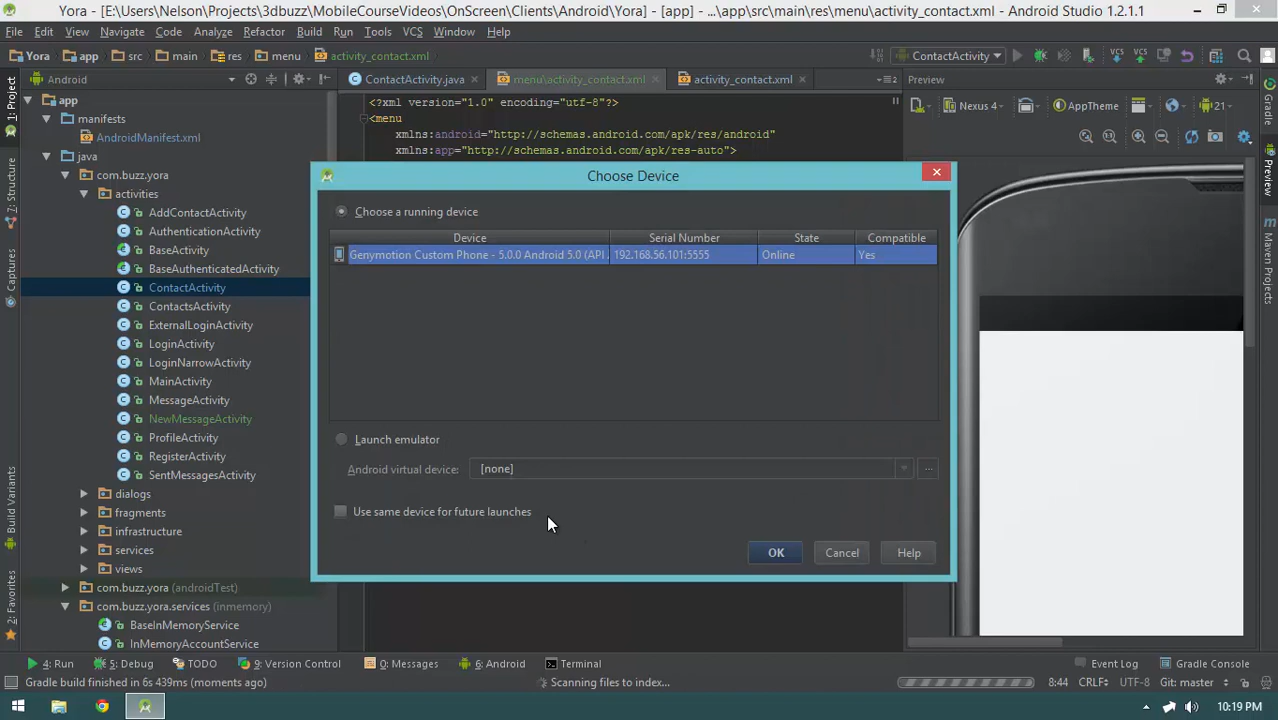 Yora - [E:\Users\Nelson\Projects\3dbuzz\MobileCourseVideos\OnScreen\Clients\Android\Yora] - [app] - ...\app\src\main\res\menu\activity_contact.xml - Android Studio 1.2.1.1
File Edit View Navigate Code Analyze Refactor Build Run Tools VCS Window Help
Yora app src main res menu activity_contact.xml ContactActivity VCS VCS
Android ContactActivity.java menu\activity_contact.xml activity_contact.xml 2 Preview
1: Project
7: Structure
Captures
Build Variants
2: Favorites
app
manifests
AndroidManifest.xml
java
com.buzz.yora
activities
AddContactActivity
AuthenticationActivity
BaseActivity
BaseAuthenticatedActivity
ContactActivity
ContactsActivity
ExternalLoginActivity
LoginActivity
LoginNarrowActivity
MainActivity
MessageActivity
NewMessageActivity
ProfileActivity
RegisterActivity
SentMessagesActivity
dialogs
fragments
infrastructure
services
views
com.buzz.yora (androidTest)
com.buzz.yora.services (inmemory)
BaseInMemoryService
InMemoryAccountService
<?xml version="1.0" encoding="utf-8"?>
<menu
xmlns:android="http://schemas.android.com/apk/res/android"
xmlns:app="http://schemas.android.com/apk/res-auto">
Nexus 4 AppTheme 21
Gradle
Preview
Maven Projects
Choose Device
Choose a running device
Device Serial Number State Compatible
Genymotion Custom Phone - 5.0.0 Android 5.0 (API 192.168.56.101:5555 Online Yes
Launch emulator
Android virtual device: [none] ...
Use same device for future launches
OK Cancel Help
4: Run 5: Debug TODO 9: Version Control 0: Messages 6: Android Terminal Event Log Gradle Console
Gradle build finished in 6s 439ms (moments ago) Scanning files to index... 8:44 CRLF UTF-8 Git: master
10:19 PM